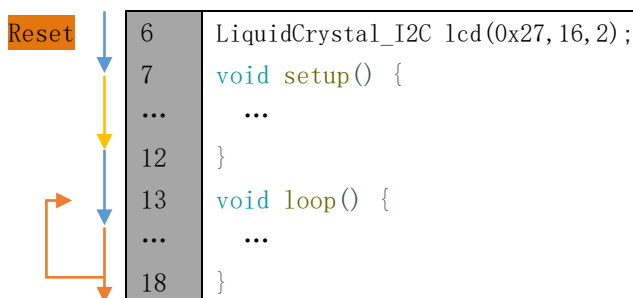 Reset 6 LiquidCrystal_I2C lcd(0x27,16,2);
7 void setup() {
… …
12 }
13 void loop() {
… …
18 }